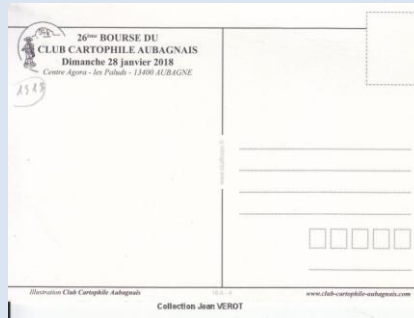 26ème BOURSE DU
CLUB CARTOPHILE AUBAGNAIS
Dimanche 28 janvier 2018
Centre Agora - les Paluds - 13400 AUBAGNE
Illustration Club Cartophile Aubagnais
www.club-cartophile-aubagnais.com
Collection Jean VEROT